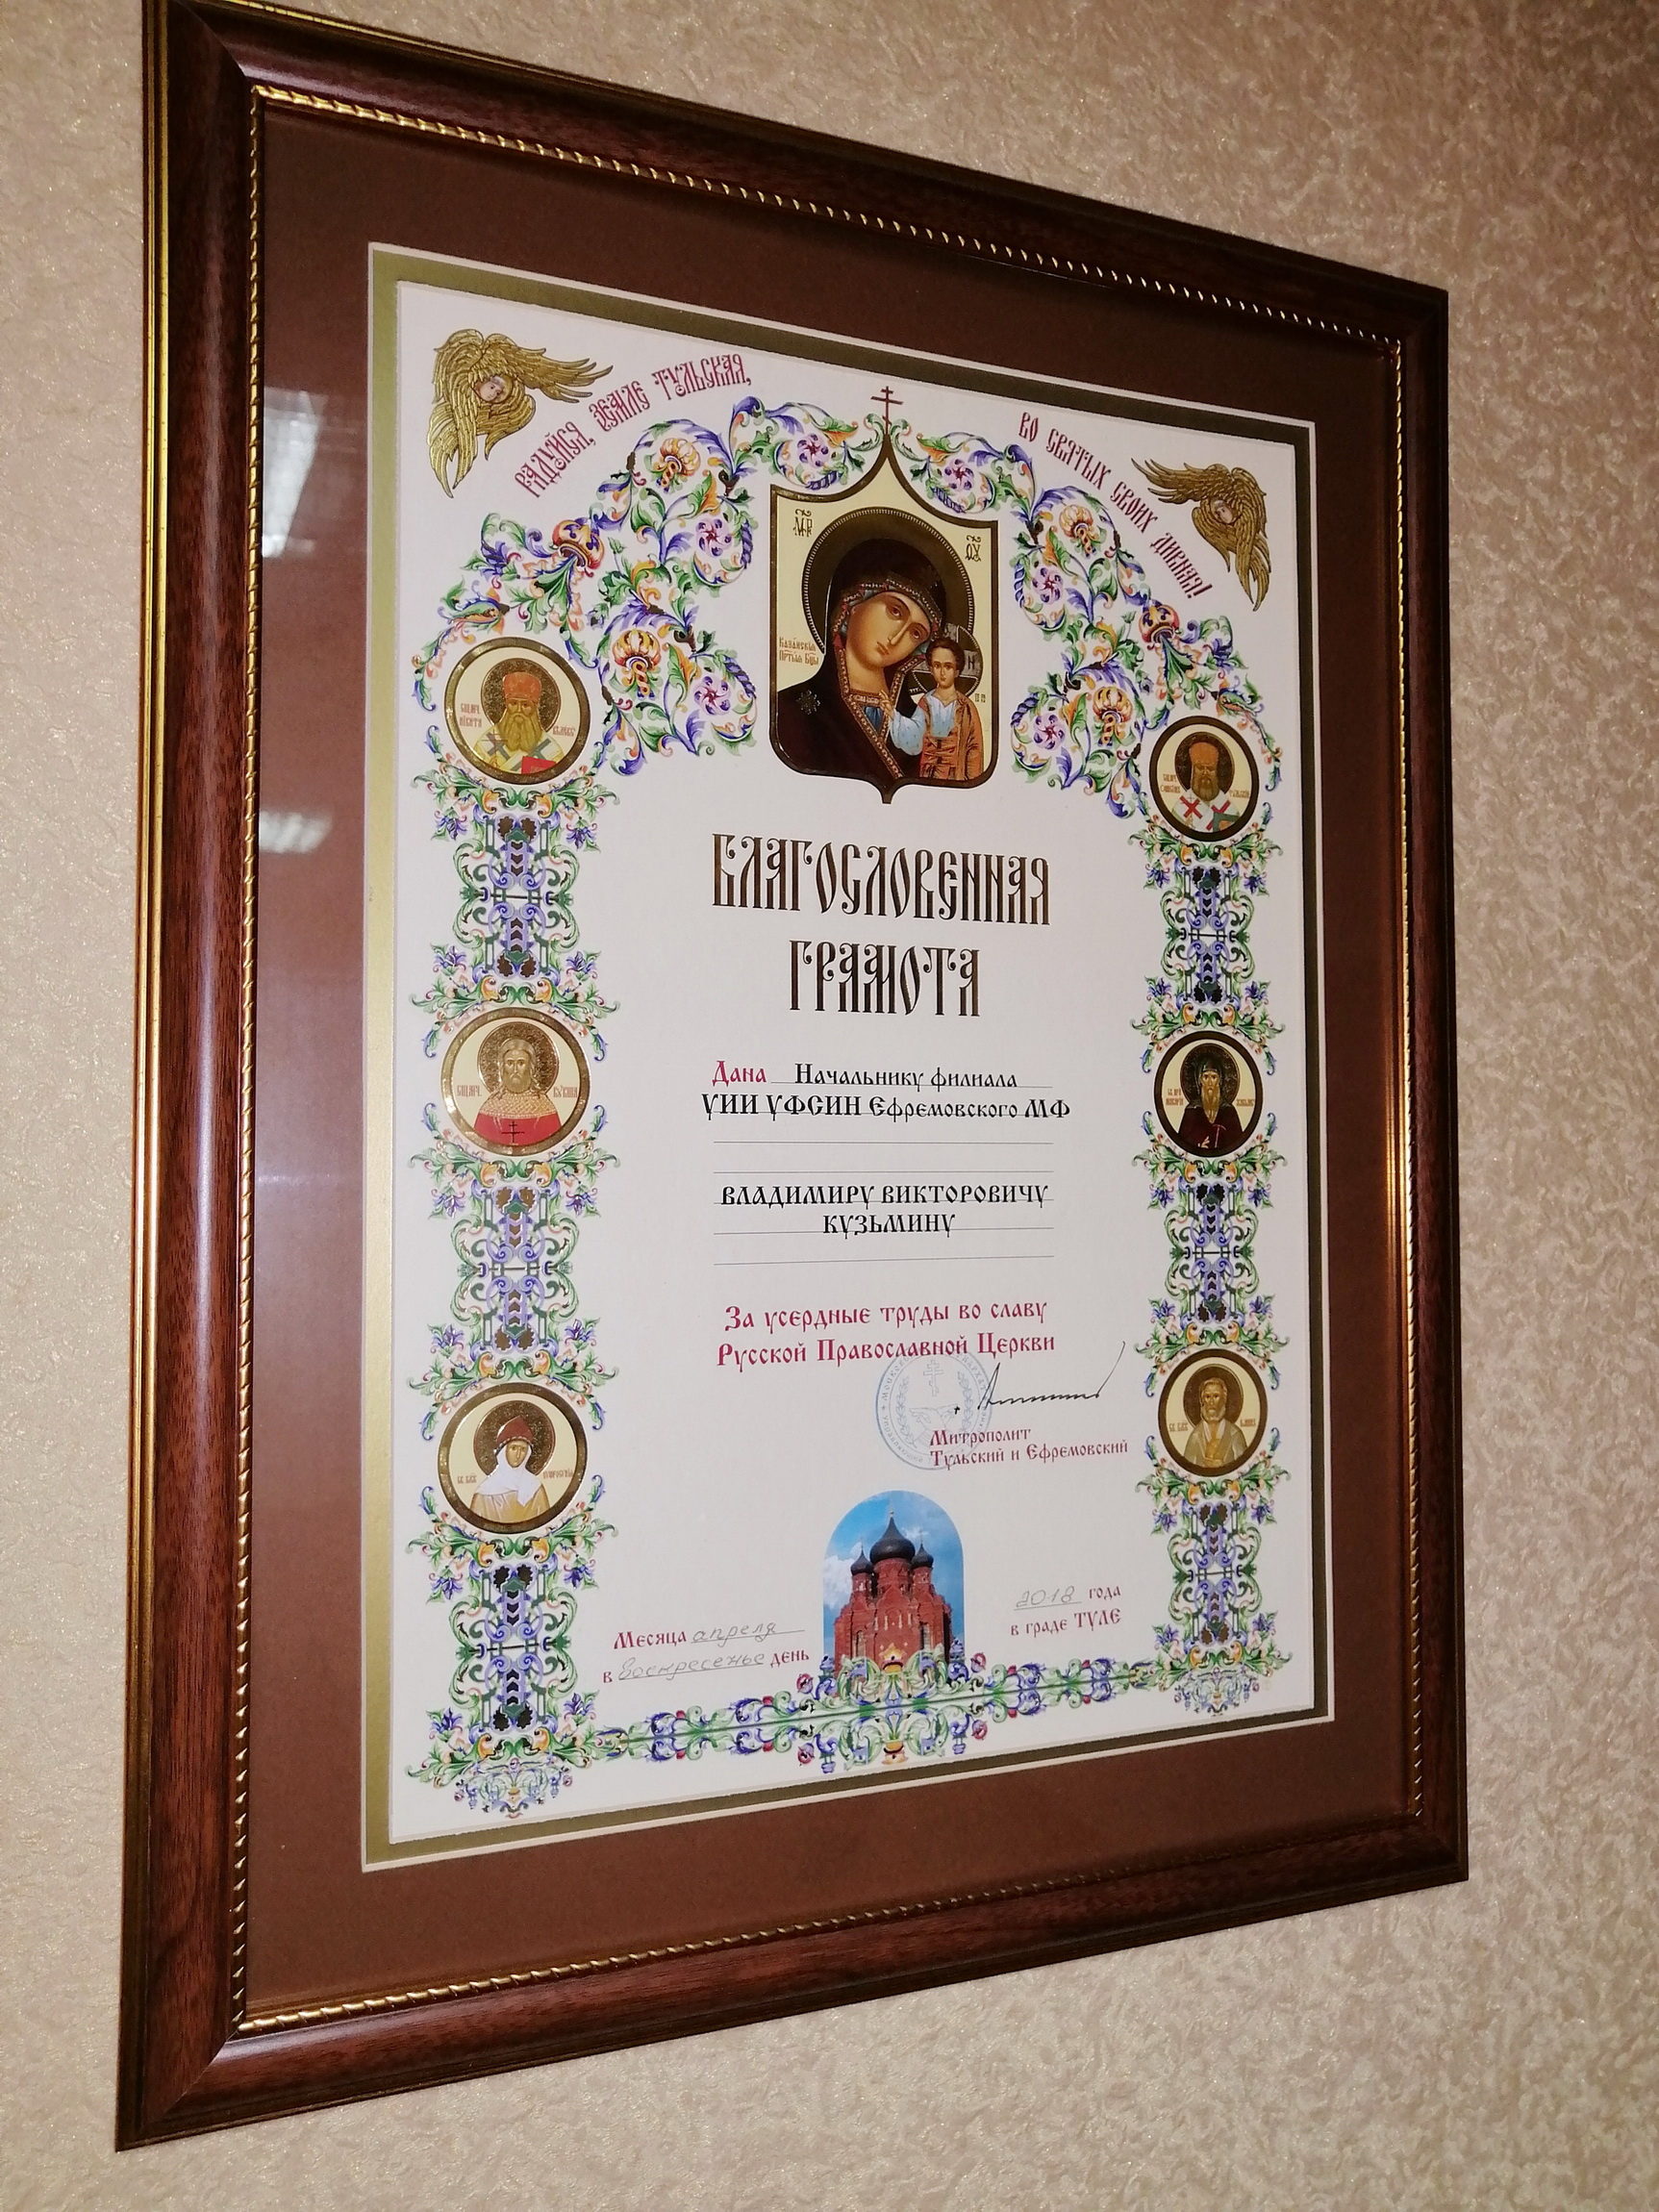 РАДУЙСЯ, ЗЕМЛЕ ТУЛЬСКАЯ,
ВО СВЯТЫХ СВОИХ ДИВНАЯ!
БЛАГОСЛОВЕННАЯ
ГРАМОТА
Дана Начальнику филиала
УИИ УФСИН Ефремовского МФ
ВЛАДИМИРУ ВИКТОРОВИЧУ
КУЗЬМИНУ
За усердные труды во славу
Русской Православной Церкви
Митрополит
Тульский и Ефремовский
Месяца апреля
в Воскресенье день
2018 года
в граде ТУЛЕ